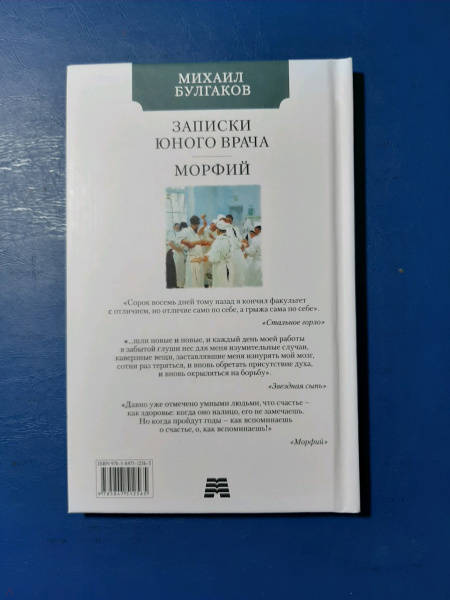 МИХАИЛ
БУЛГАКОВ
ЗАПИСКИ
ЮНОГО ВРАЧА
МОРФИЙ
«Сорок восемь дней тому назад я кончил факультет
с отличием, но отличие само по себе, а грыжа сама по себе».
«Стальное горло»
«...шли новые и новые, и каждый день моей работы
в забытой глуши нес для меня изумительные случаи,
каверзные вещи, заставлявшие меня изнурять мой мозг,
сотни раз теряться, и вновь обретать присутствие духа,
и вновь окрыляться на борьбу».
«Звездная сыпь»
«Давно уже отмечено умными людьми, что счастье –
как здоровье: когда оно налицо, его не замечаешь.
Но когда пройдут годы – как вспоминаешь
о счастье, о, как вспоминаешь!»
«Морфий»